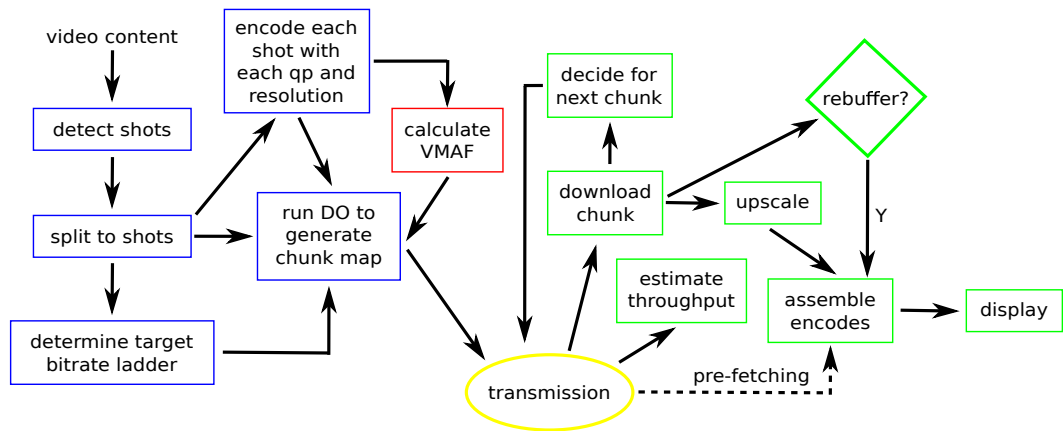 video content
detect shots
split to shots
determine target
bitrate ladder
encode each
shot with
each qp and
resolution
run DO to
generate
chunk map
calculate
VMAF
transmission
decide for
next chunk
download
chunk
estimate
throughput
upscale
rebuffer?
Y
assemble
encodes
pre-fetching
display